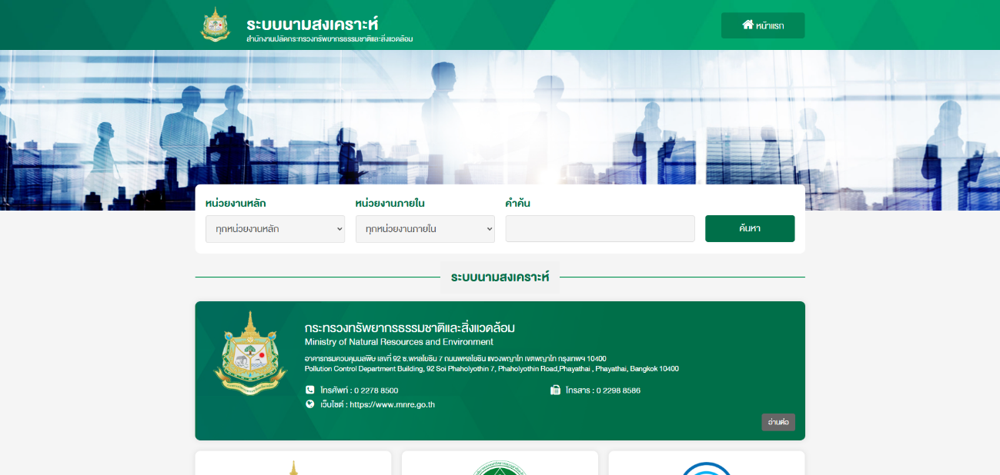 ระบบนามสงเคราะห์
สำนักงานปลัดกระทรวงทรัพยากรธรรมชาติและสิ่งแวดล้อม
หน้าแรก
หน่วยงานหลัก
หน่วยงานภายใน
คำค้น
ทุกหน่วยงานหลัก
ทุกหน่วยงานภายใน
ค้นหา
ระบบนามสงเคราะห์
กระทรวงทรัพยากรธรรมชาติและสิ่งแวดล้อม
Ministry of Natural Resources and Environment
อาคารกรมควบคุมมลพิษ เลขที่ 92 ซ.พหลโยธิน 7 ถนนพหลโยธิน แขวงพญาไท เขตพญาไท กรุงเทพฯ 10400
Pollution Control Department Building, 92 Soi Phaholyothin 7, Phaholyothin Road,Phayathai , Phayathai, Bangkok 10400
โทรศัพท์ : 0 2278 8500
โทรสาร : 0 2298 8586
เว็บไซต์ : https://www.mnre.go.th
อ่านต่อ